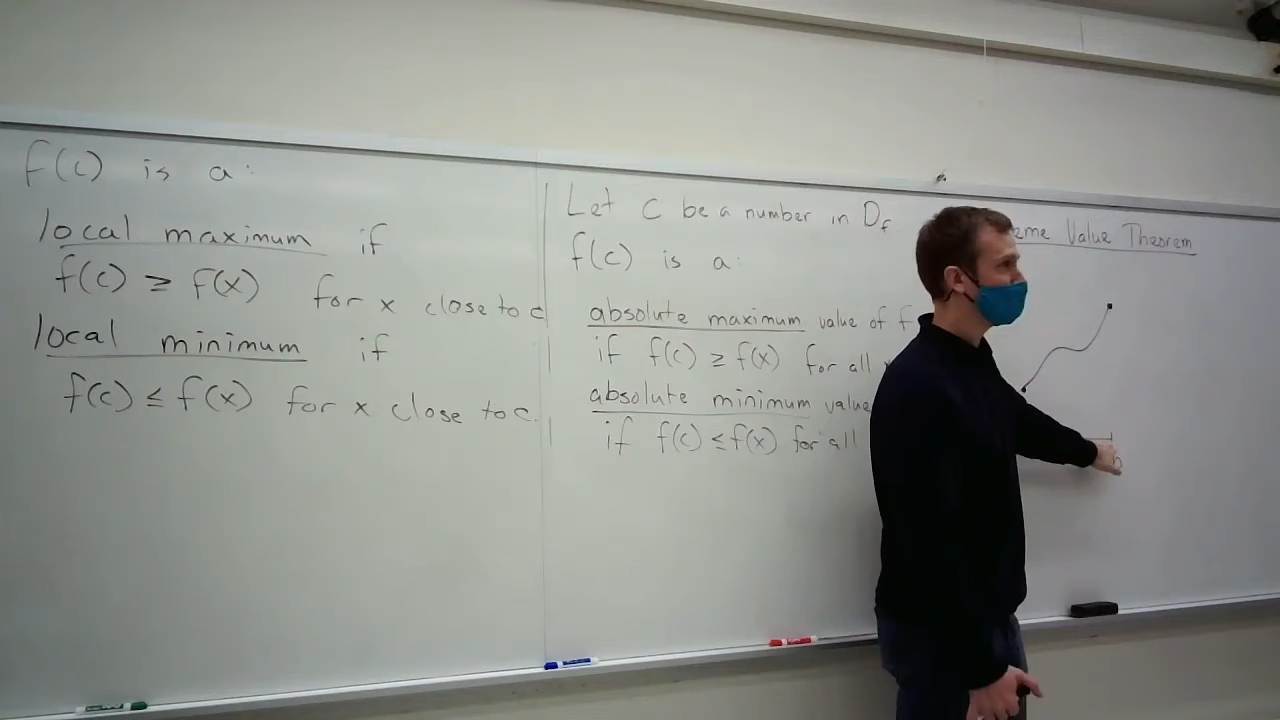 f(c) is a:
local maximum if
f(c) ≥ f(x) for x close to c
local minimum if
f(c) ≤ f(x) for x close to c.
Let C be a number in D_f
f(c) is a:
absolute maximum value of f
if f(c) ≥ f(x) for all
absolute minimum value
if f(c) ≤ f(x) for all
eme Value Theorem